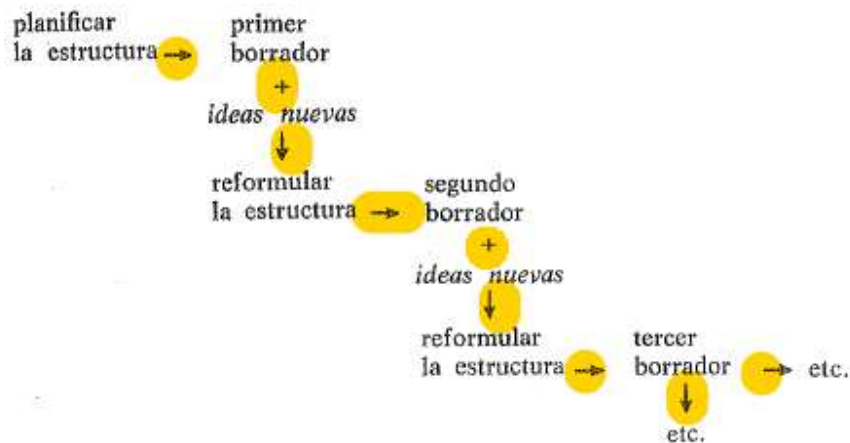 planificar primer
la estructura → borrador
+
ideas nuevas
↓
reformular segundo
la estructura → borrador
+
ideas nuevas
↓
reformular tercer
la estructura → borrador → etc.
↓
etc.